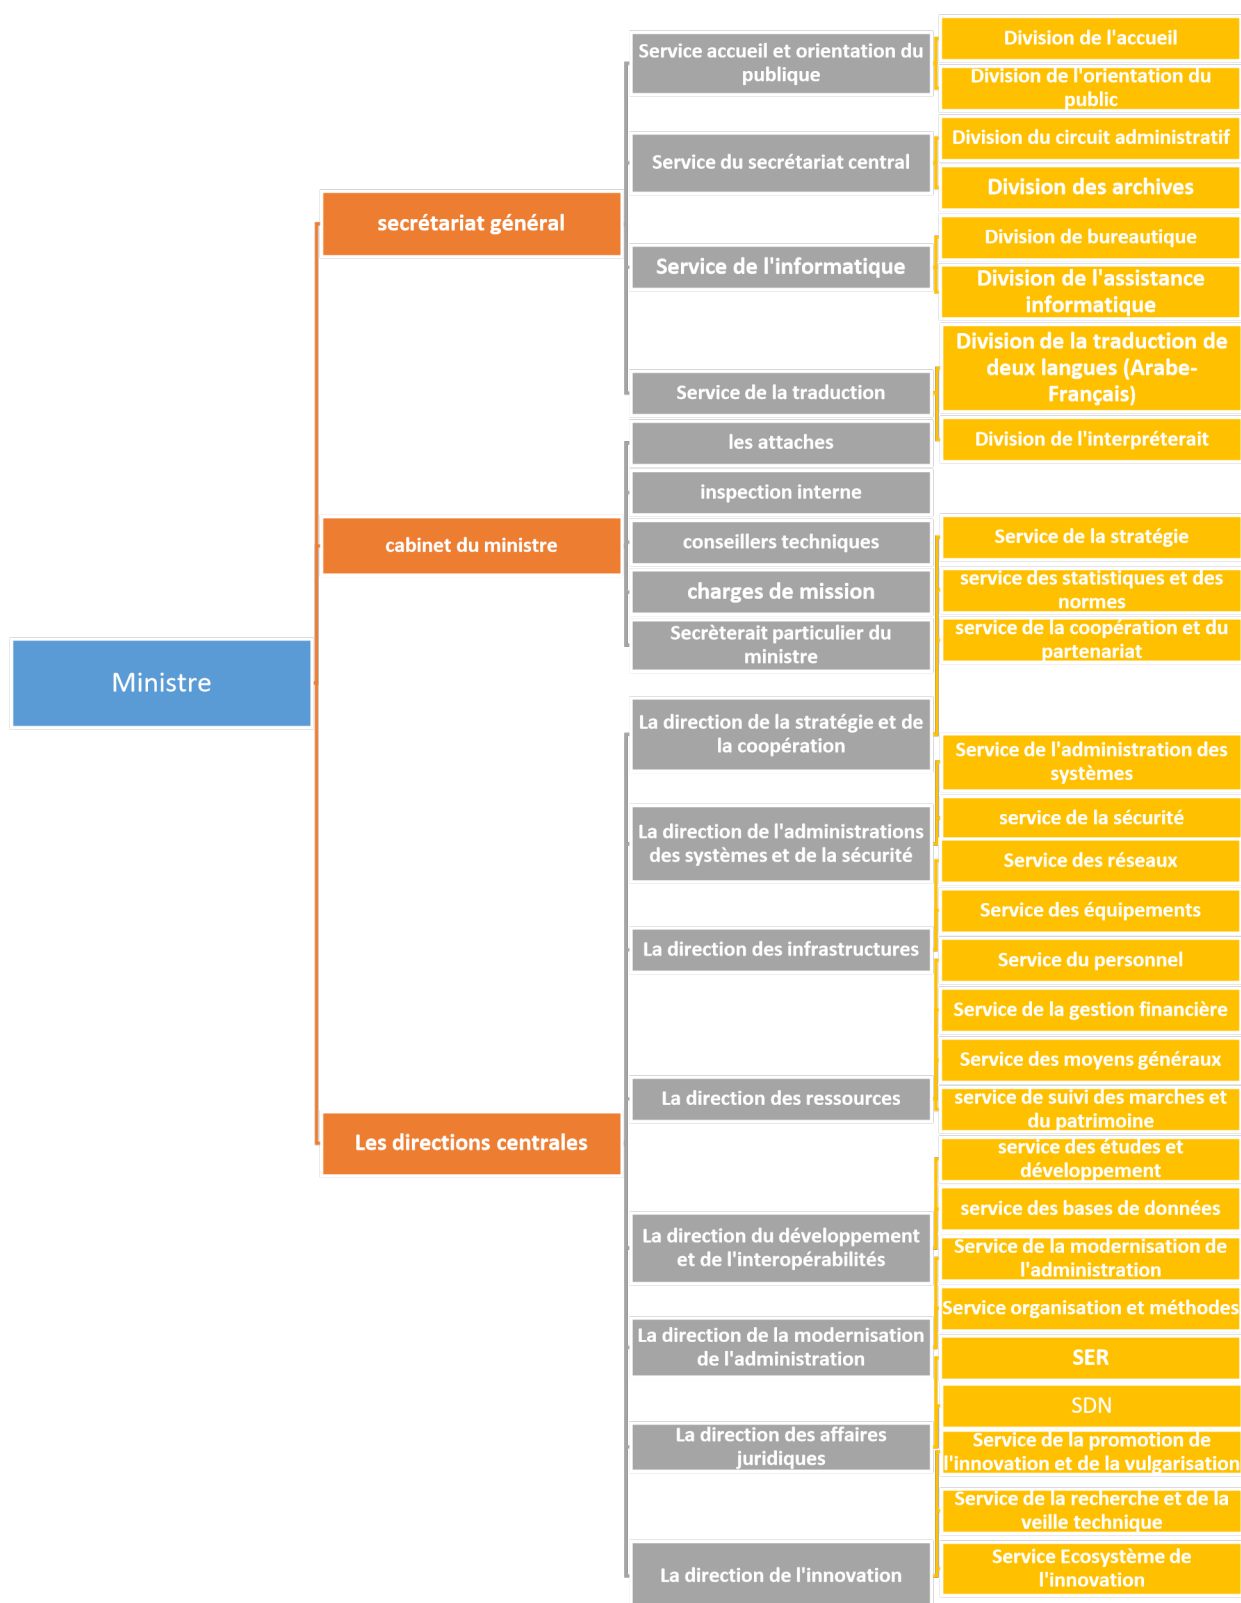 Ministre
secrétariat général
Service accueil et orientation du
publique
Division de l'accueil
Division de l'orientation du
public
Service du secrétariat central
Division du circuit administratif
Division des archives
Service de l'informatique
Division de bureautique
Division de l'assistance
informatique
Service de la traduction
Division de la traduction de
deux langues (Arabe-
Français)
Division de l'interpréterait
cabinet du ministre
les attaches
inspection interne
conseillers techniques
charges de mission
Secrèterait particulier du
ministre
Les directions centrales
La direction de la stratégie et de
la coopération
Service de la stratégie
service des statistiques et des
normes
service de la coopération et du
partenariat
La direction de l'administrations
des systèmes et de la sécurité
Service de l'administration des
systèmes
service de la sécurité
La direction des infrastructures
Service des réseaux
Service des équipements
La direction des ressources
Service du personnel
Service de la gestion financière
Service des moyens généraux
service de suivi des marches et
du patrimoine
La direction du développement
et de l'interopérabilités
service des études et
développement
service des bases de données
La direction de la modernisation
de l'administration
Service de la modernisation de
l'administration
Service organisation et méthodes
La direction des affaires
juridiques
SER
SDN
La direction de l'innovation
Service de la promotion de
l'innovation et de la vulgarisation
Service de la recherche et de la
veille technique
Service Ecosystème de
l'innovation